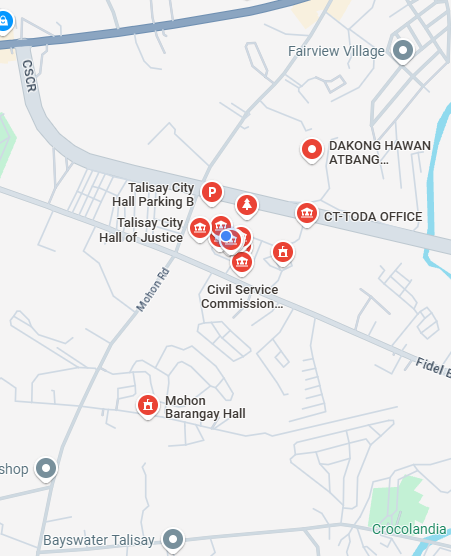 Fairview Village
CSCR
DAKONG HAWAN
ATBANG...
Talisay City
Hall Parking B
P
CT-TODA OFFICE
Talisay City
Hall of Justice
Civil Service
Commission...
Mohon Rd
Fidel
Mohon
Barangay Hall
shop
Crocolandia
Bayswater Talisay